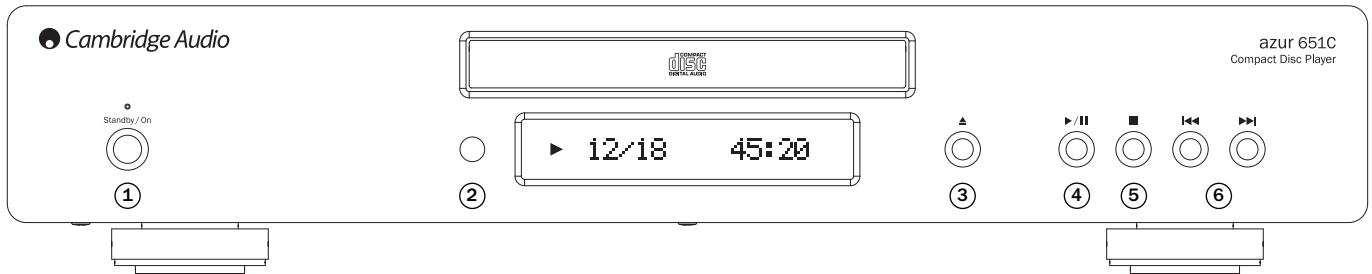 Cambridge Audio
COMPACT
disc
DIGITAL AUDIO
azur 651C
Compact Disc Player
Standby/On
12/18 45:20
1
2
3
4
5
6